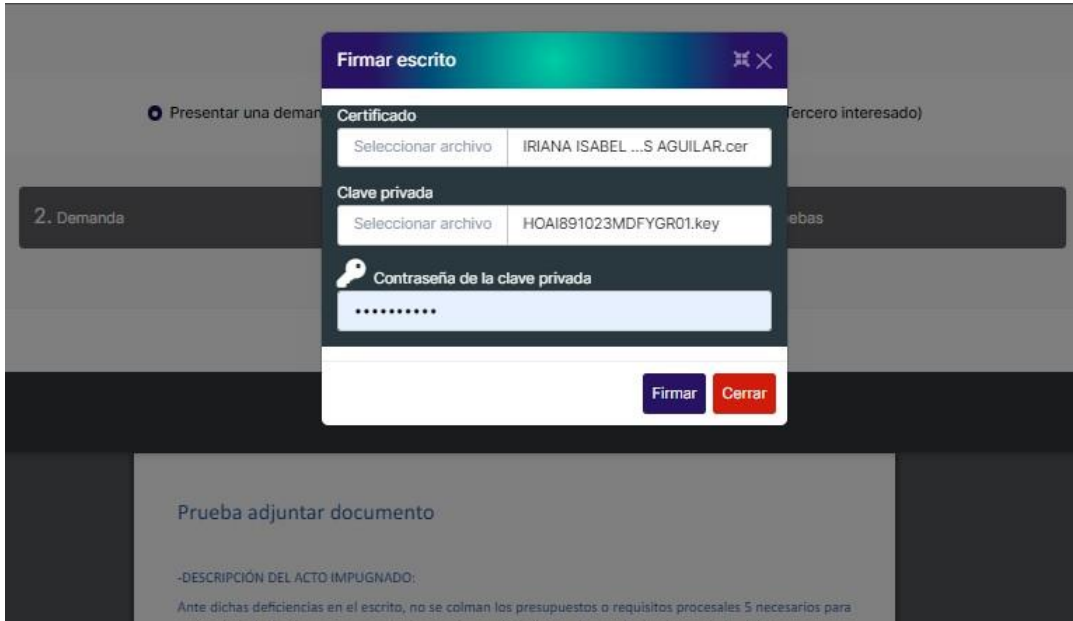 Firmar escrito
Presentar una deman
Tercero interesado)
Certificado
Seleccionar archivo IRIANA ISABEL ...S AGUILAR.cer
Clave privada
2. Demanda
ebas
Seleccionar archivo HOAI891023MDFYGR01.key
Contraseña de la clave privada
••••••••••
Firmar Cerrar
Prueba adjuntar documento
-DESCRIPCIÓN DEL ACTO IMPUGNADO:
Ante dichas deficiencias en el escrito, no se colman los presupuestos o requisitos procesales 5 necesarios para